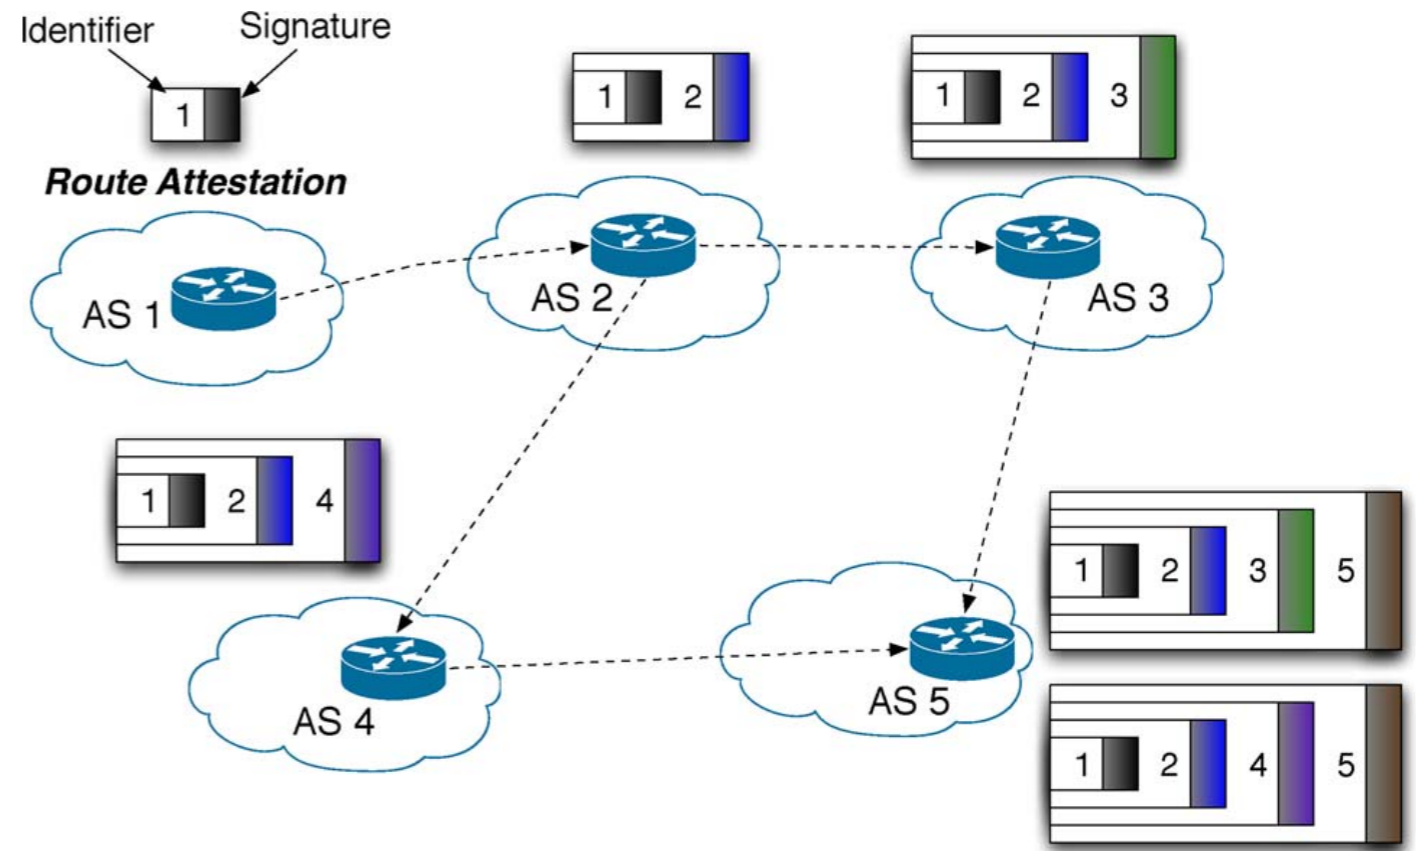 Identifier
Signature
1
Route Attestation
1 2
1 2 3
AS 1
AS 2
AS 3
1 2 4
AS 4
AS 5
1 2 3 5
1 2 4 5